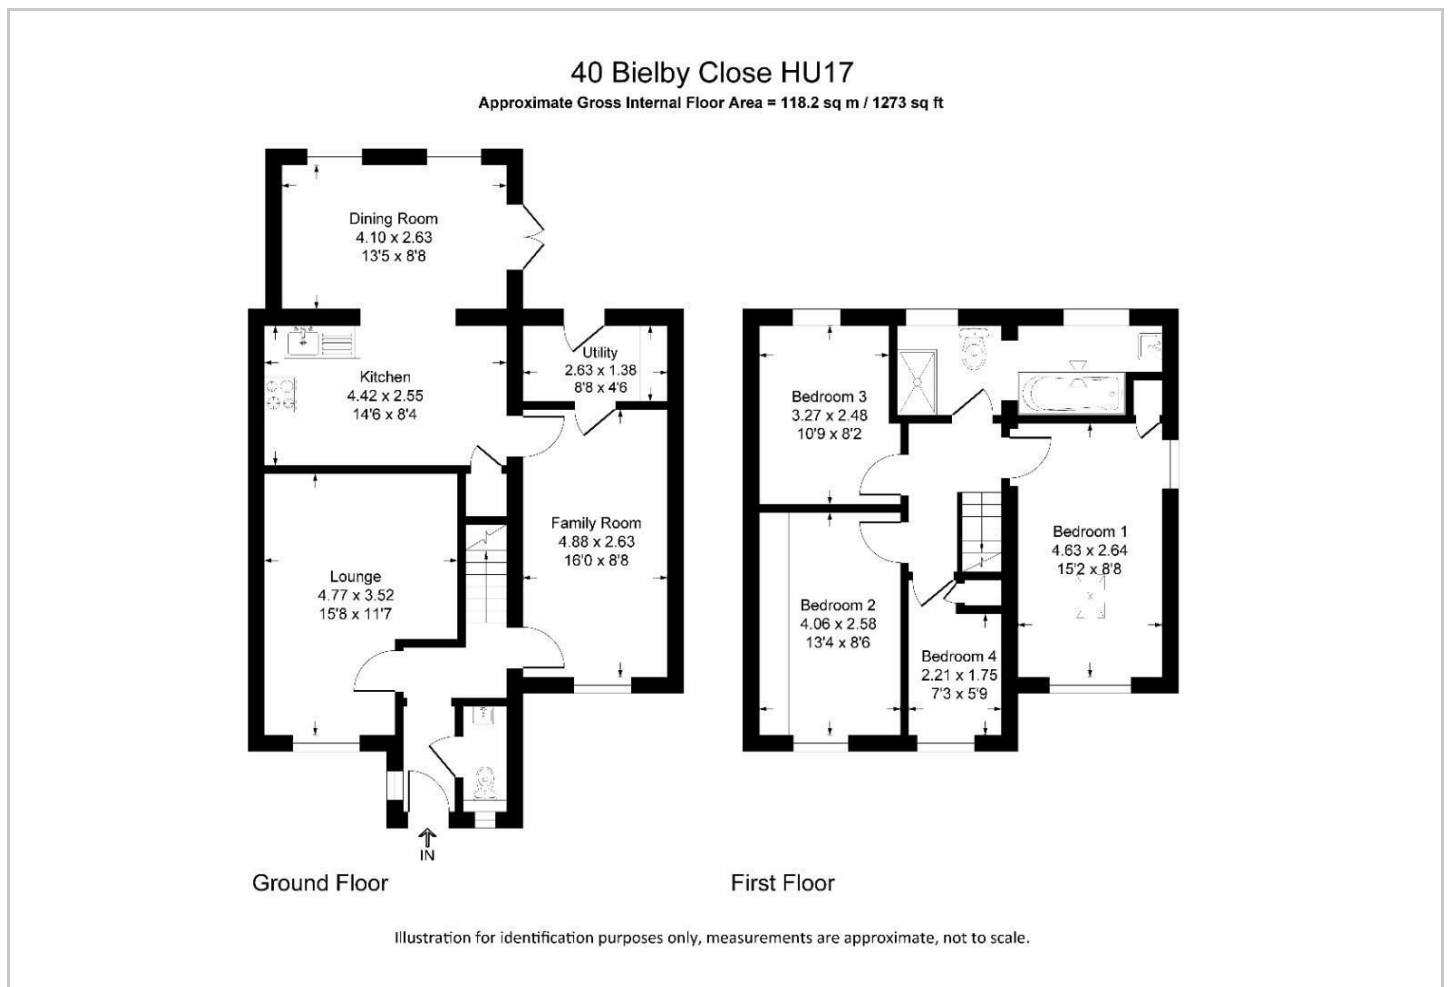 40 Bielby Close HU17
Approximate Gross Internal Floor Area = 118.2 sq m / 1273 sq ft
Dining Room
4.10 x 2.63
13'5 x 8'8
Utility
2.63 x 1.38
8'8 x 4'6
Kitchen
4.42 x 2.55
14'6 x 8'4
Family Room
4.88 x 2.63
16'0 x 8'8
Lounge
4.77 x 3.52
15'8 x 11'7
IN
Ground Floor
Bedroom 3
3.27 x 2.48
10'9 x 8'2
Bedroom 1
4.63 x 2.64
15'2 x 8'8
Bedroom 2
4.06 x 2.58
13'4 x 8'6
Bedroom 4
2.21 x 1.75
7'3 x 5'9
First Floor
Illustration for identification purposes only, measurements are approximate, not to scale.